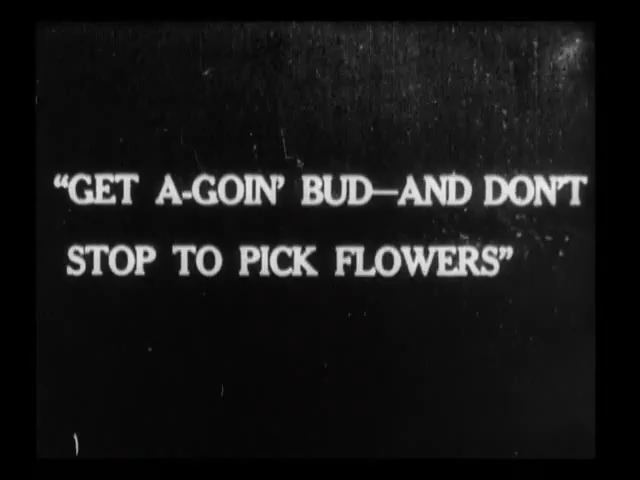 “GET A-GOIN’ BUD—AND DON’T
STOP TO PICK FLOWERS”